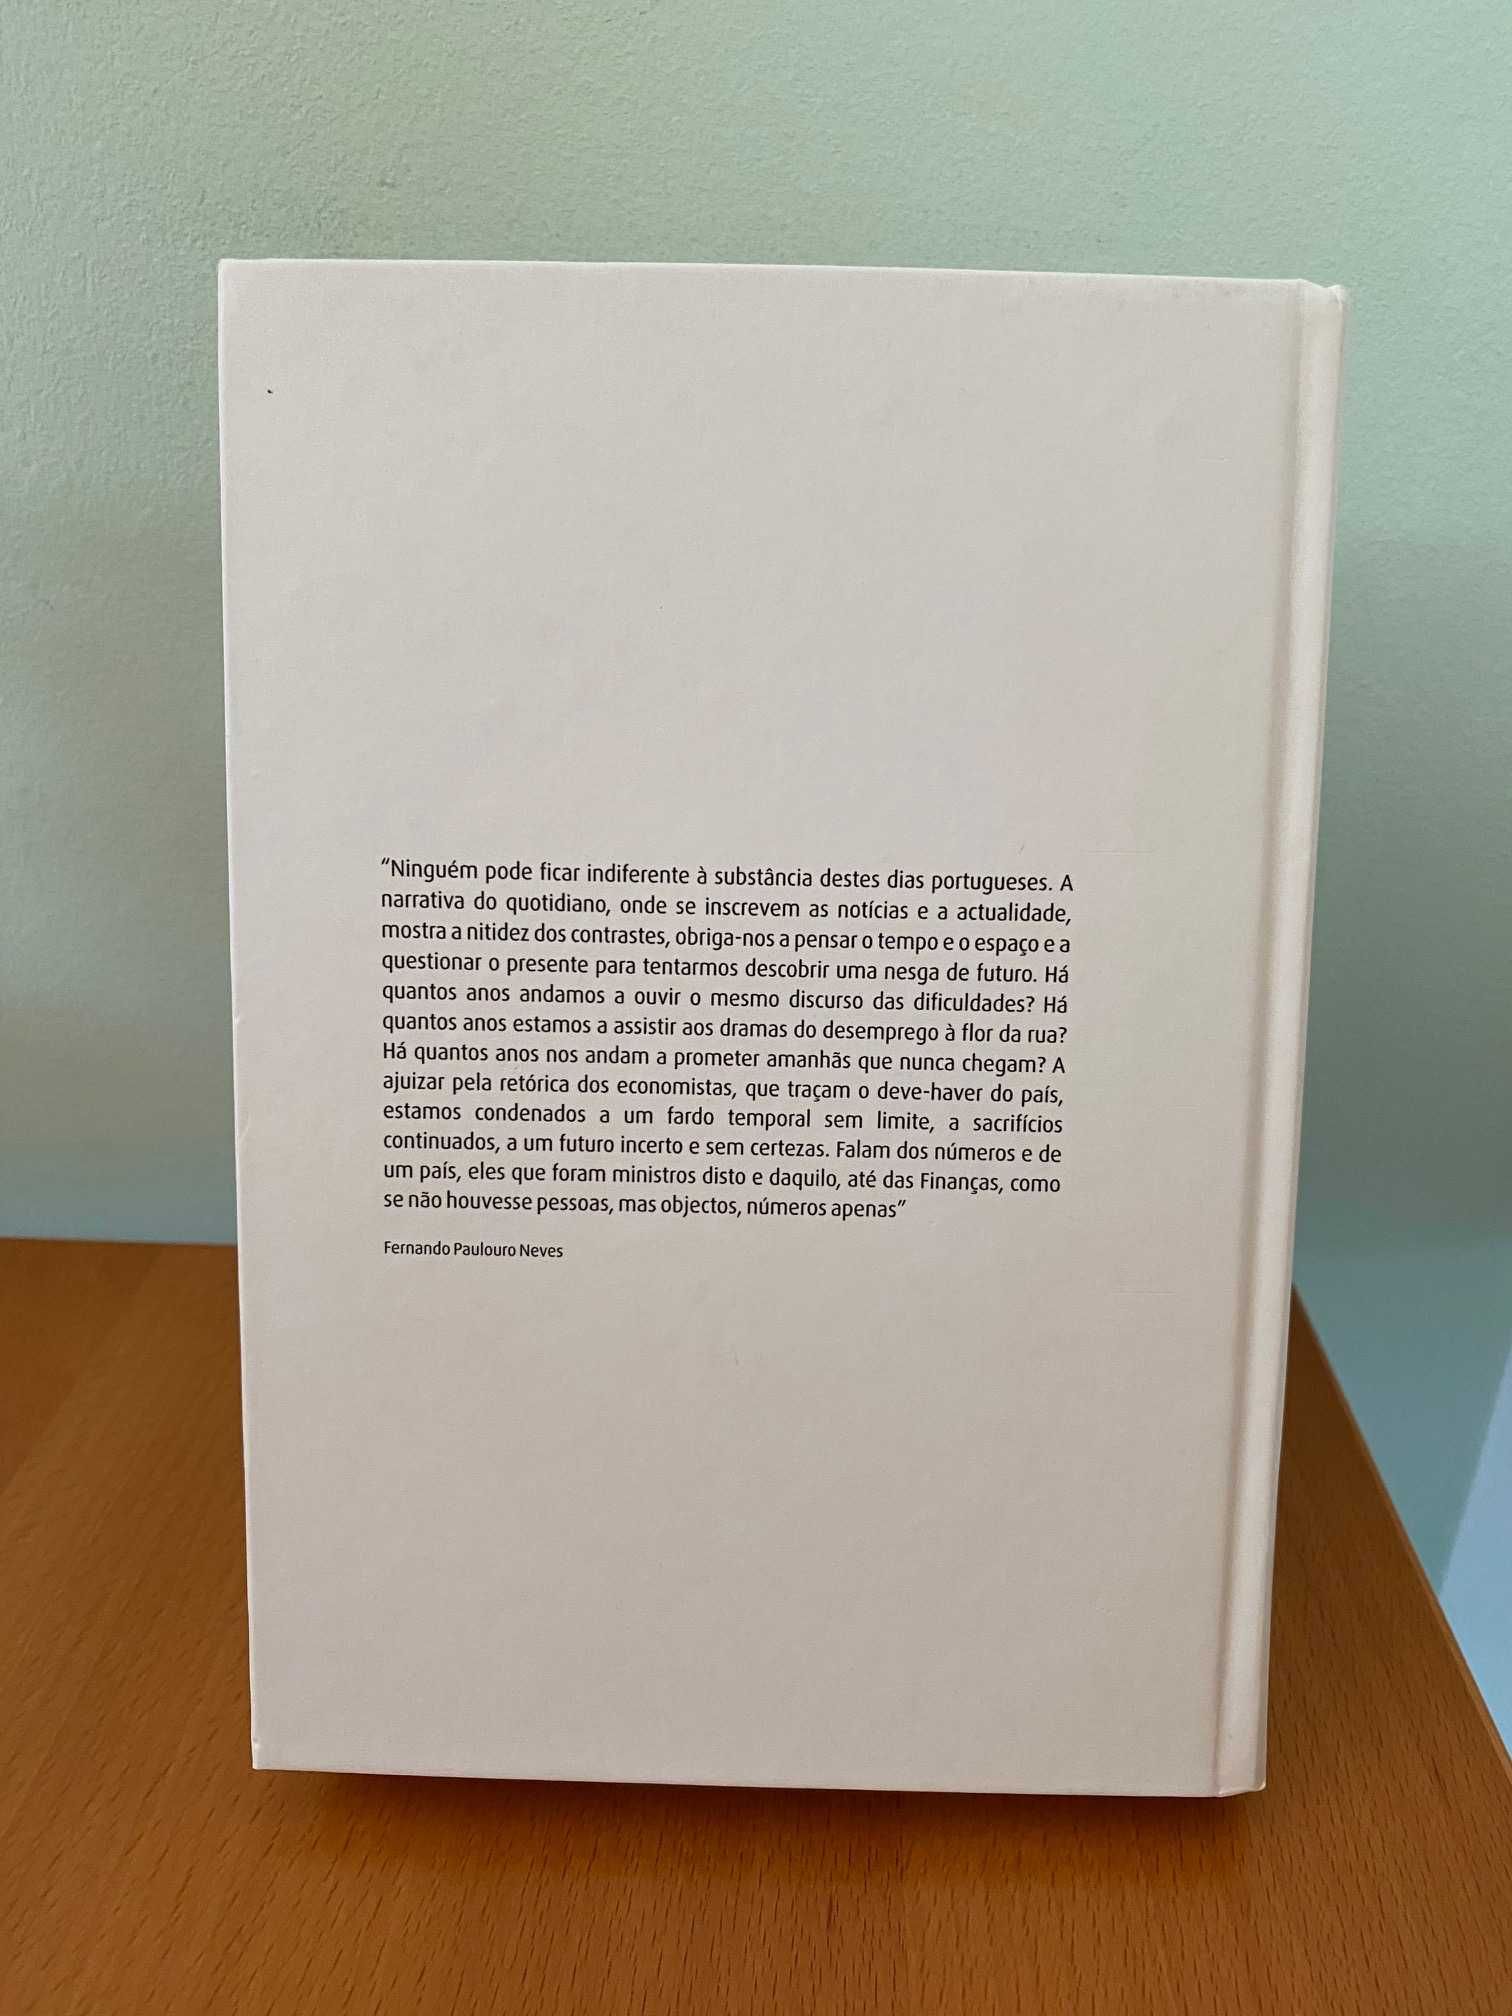 “Ninguém pode ficar indiferente à substância destes dias portugueses. A
narrativa do quotidiano, onde se inscrevem as notícias e a actualidade,
mostra a nitidez dos contrastes, obriga-nos a pensar o tempo e o espaço e a
questionar o presente para tentarmos descobrir uma nesga de futuro. Há
quantos anos andamos a ouvir o mesmo discurso das dificuldades? Há
quantos anos estamos a assistir aos dramas do desemprego à flor da rua?
Há quantos anos nos andam a prometer amanhãs que nunca chegam? A
ajuizar pela retórica dos economistas, que traçam o deve-haver do país,
estamos condenados a um fardo temporal sem limite, a sacrifícios
continuados, a um futuro incerto e sem certezas. Falam dos números e de
um país, eles que foram ministros disto e daquilo, até das Finanças, como
se não houvesse pessoas, mas objectos, números apenas”
Fernando Paulouro Neves